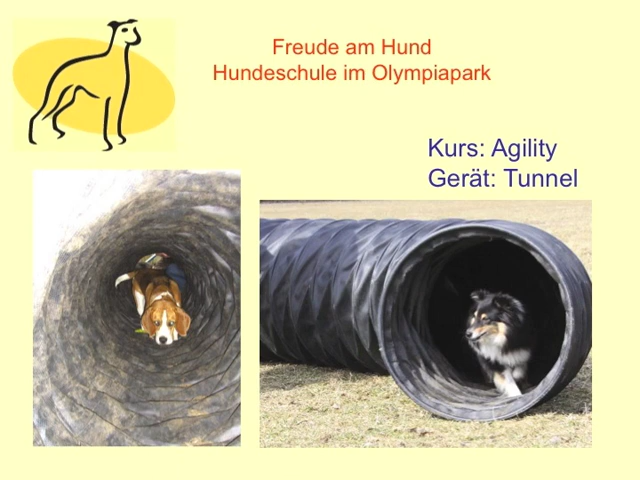 Freude am Hund
Hundeschule im Olympiapark
Kurs: Agility
Gerät: Tunnel